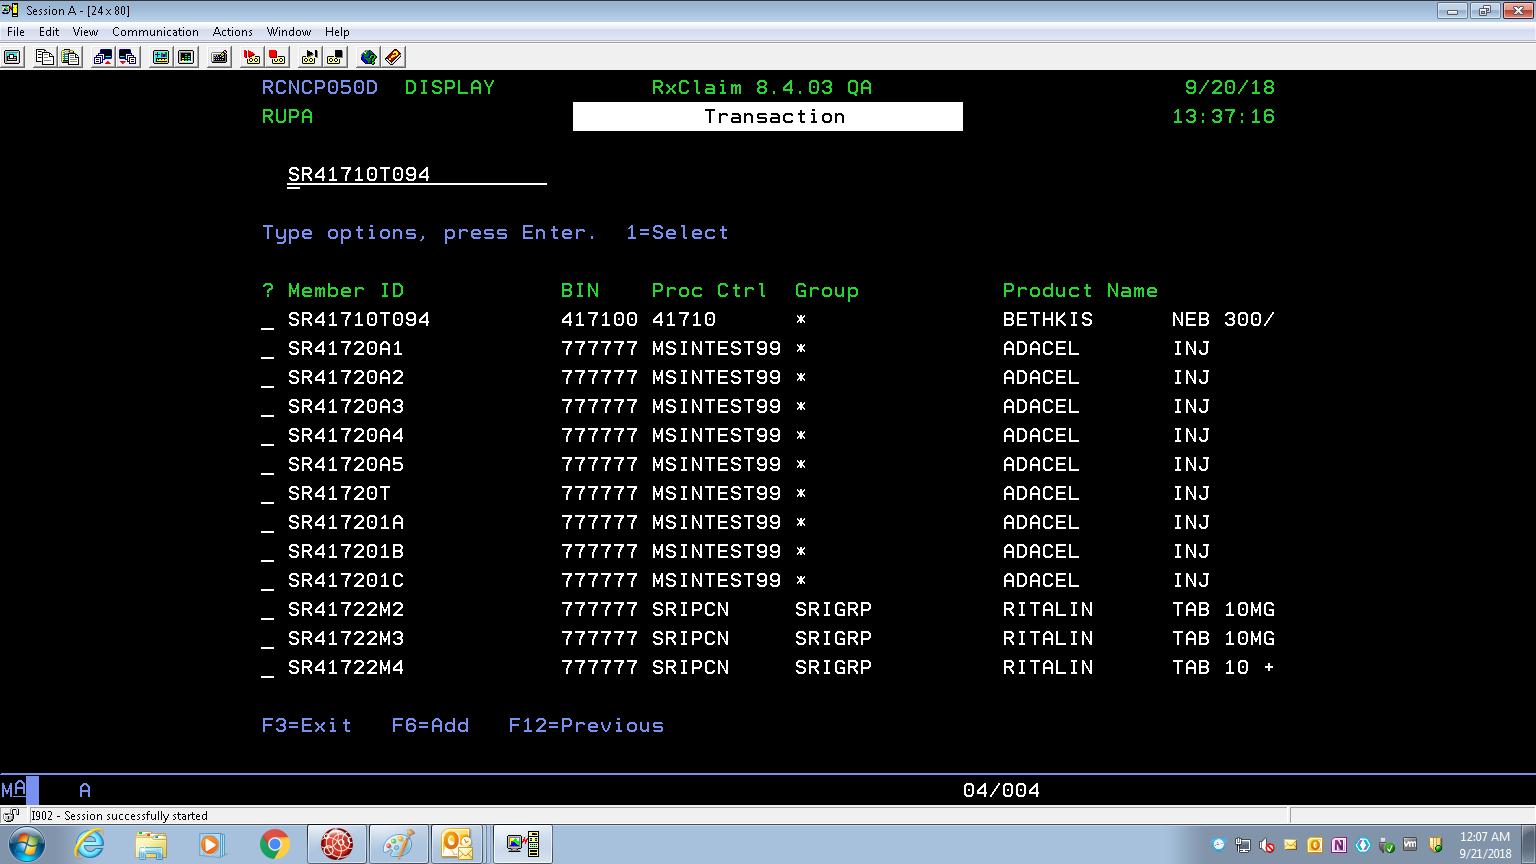 Session A - [24 x 80]
File Edit View Communication Actions Window Help
RCNCP050D DISPLAY RxClaim 8.4.03 QA 9/20/18
RUPA Transaction 13:37:16
SR41710T094
Type options, press Enter. 1=Select
? Member ID BIN Proc Ctrl Group Product Name
_ SR41710T094 417100 41710 * BETHKIS NEB 300/
_ SR41720A1 777777 MSINTEST99 * ADACEL INJ
_ SR41720A2 777777 MSINTEST99 * ADACEL INJ
_ SR41720A3 777777 MSINTEST99 * ADACEL INJ
_ SR41720A4 777777 MSINTEST99 * ADACEL INJ
_ SR41720A5 777777 MSINTEST99 * ADACEL INJ
_ SR41720T 777777 MSINTEST99 * ADACEL INJ
_ SR417201A 777777 MSINTEST99 * ADACEL INJ
_ SR417201B 777777 MSINTEST99 * ADACEL INJ
_ SR417201C 777777 MSINTEST99 * ADACEL INJ
_ SR41722M2 777777 SRIPCN SRIGRP RITALIN TAB 10MG
_ SR41722M3 777777 SRIPCN SRIGRP RITALIN TAB 10MG
_ SR41722M4 777777 SRIPCN SRIGRP RITALIN TAB 10 +
F3=Exit F6=Add F12=Previous
MA A 04/004
I902 - Session successfully started
12:07 AM
9/21/2018